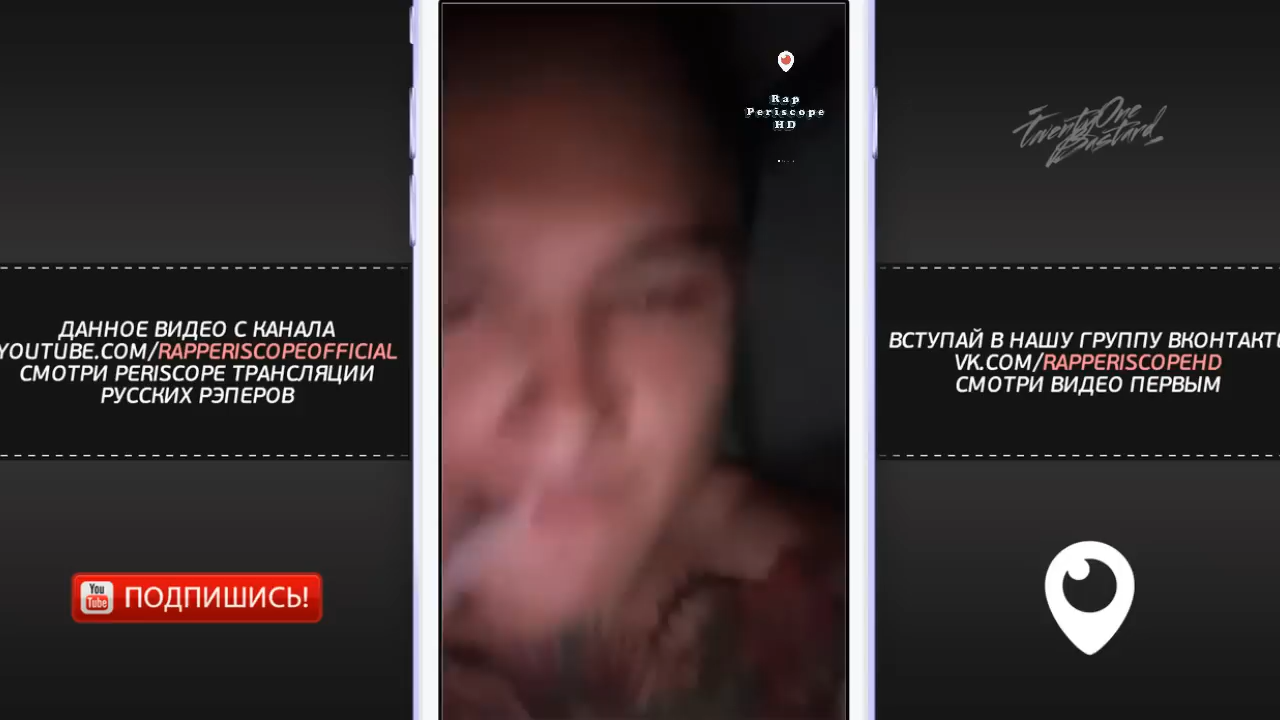 Rap
Periscope
HD
TwentyOne
Bastard
ДАННОЕ ВИДЕО С КАНАЛА
YOUTUBE.COM/RAPPERISCOPEOFFICIAL
СМОТРИ PERISCOPE ТРАНСЛЯЦИИ
РУССКИХ РЭПЕРОВ
ВСТУПАЙ В НАШУ ГРУППУ ВКОНТАКТЕ
VK.COM/RAPPERISCOPEHD
СМОТРИ ВИДЕО ПЕРВЫМ
You
Tube
ПОДПИШИСЬ!